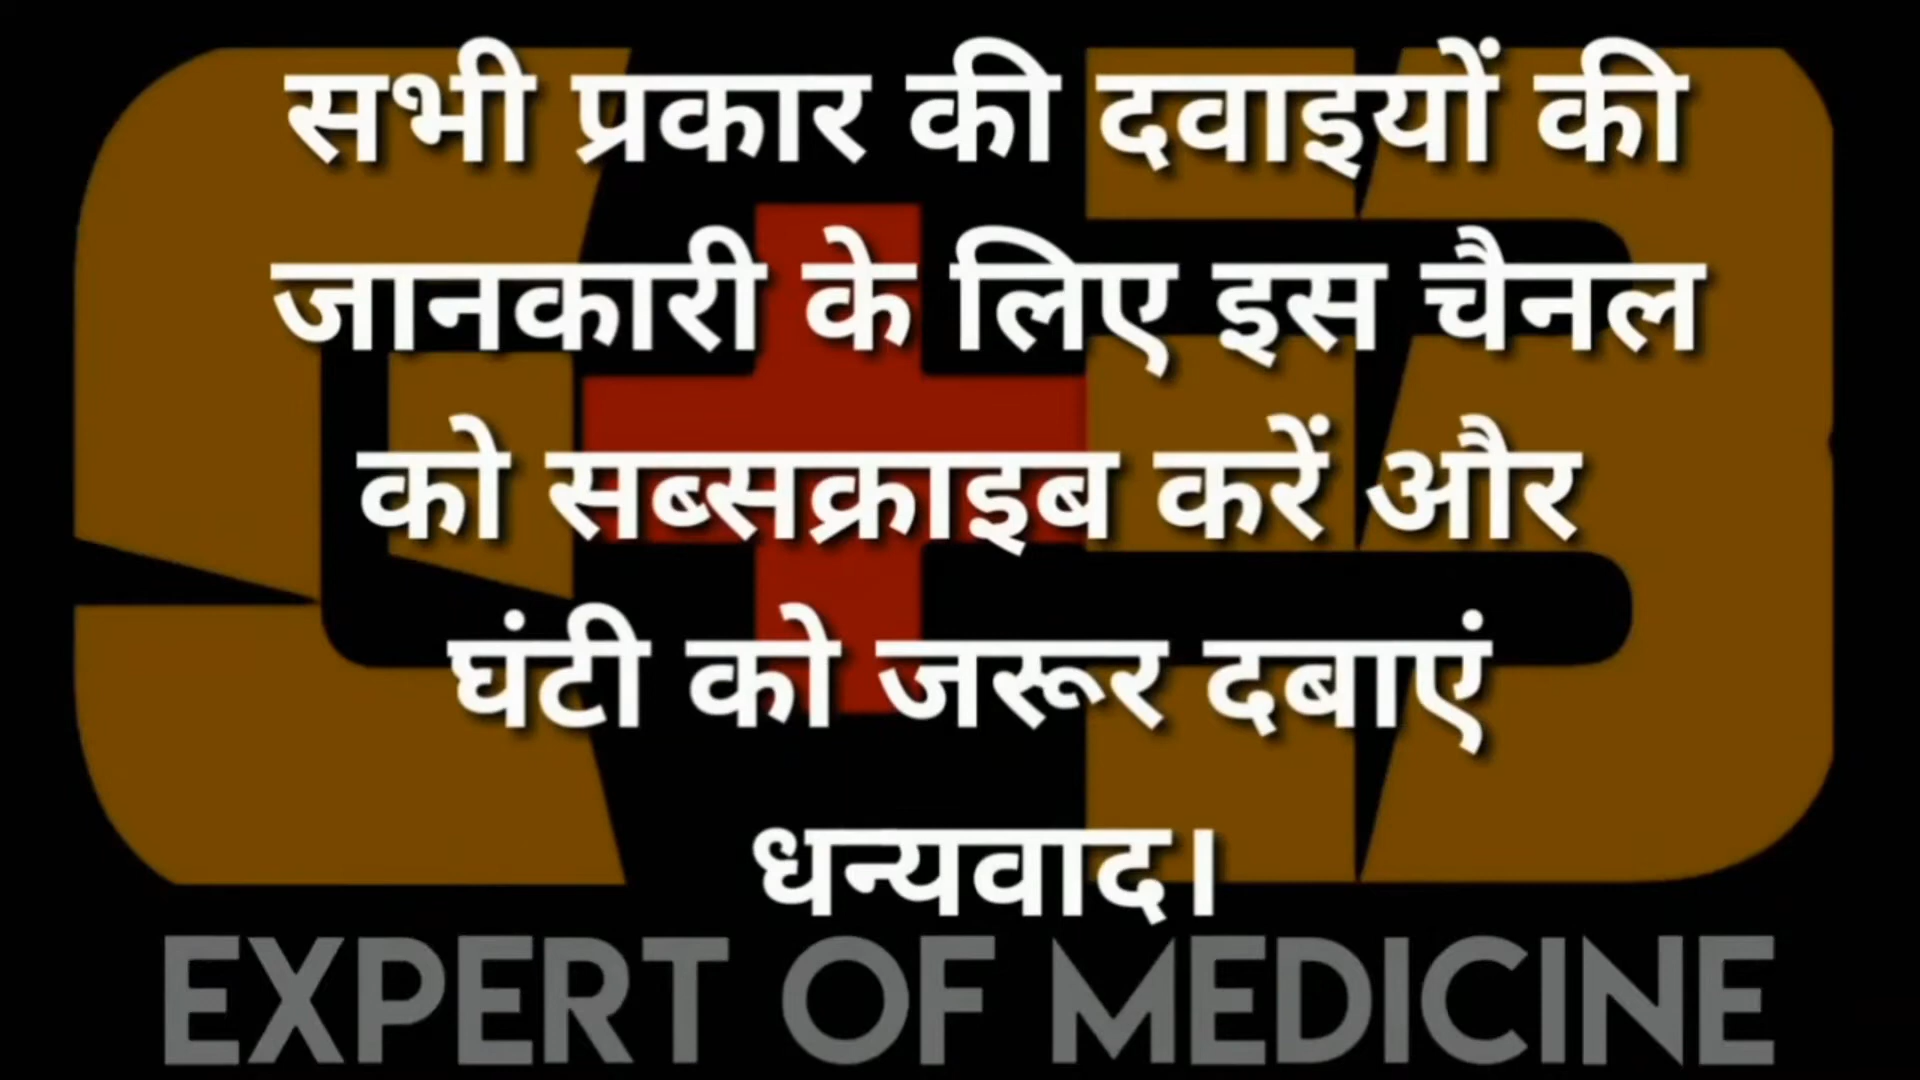 सभी प्रकार की दवाइयों की
जानकारी के लिए इस चैनल
को सब्सक्राइब करें और
घंटी को जरूर दबाएं
धन्यवाद।
EXPERT OF MEDICINE